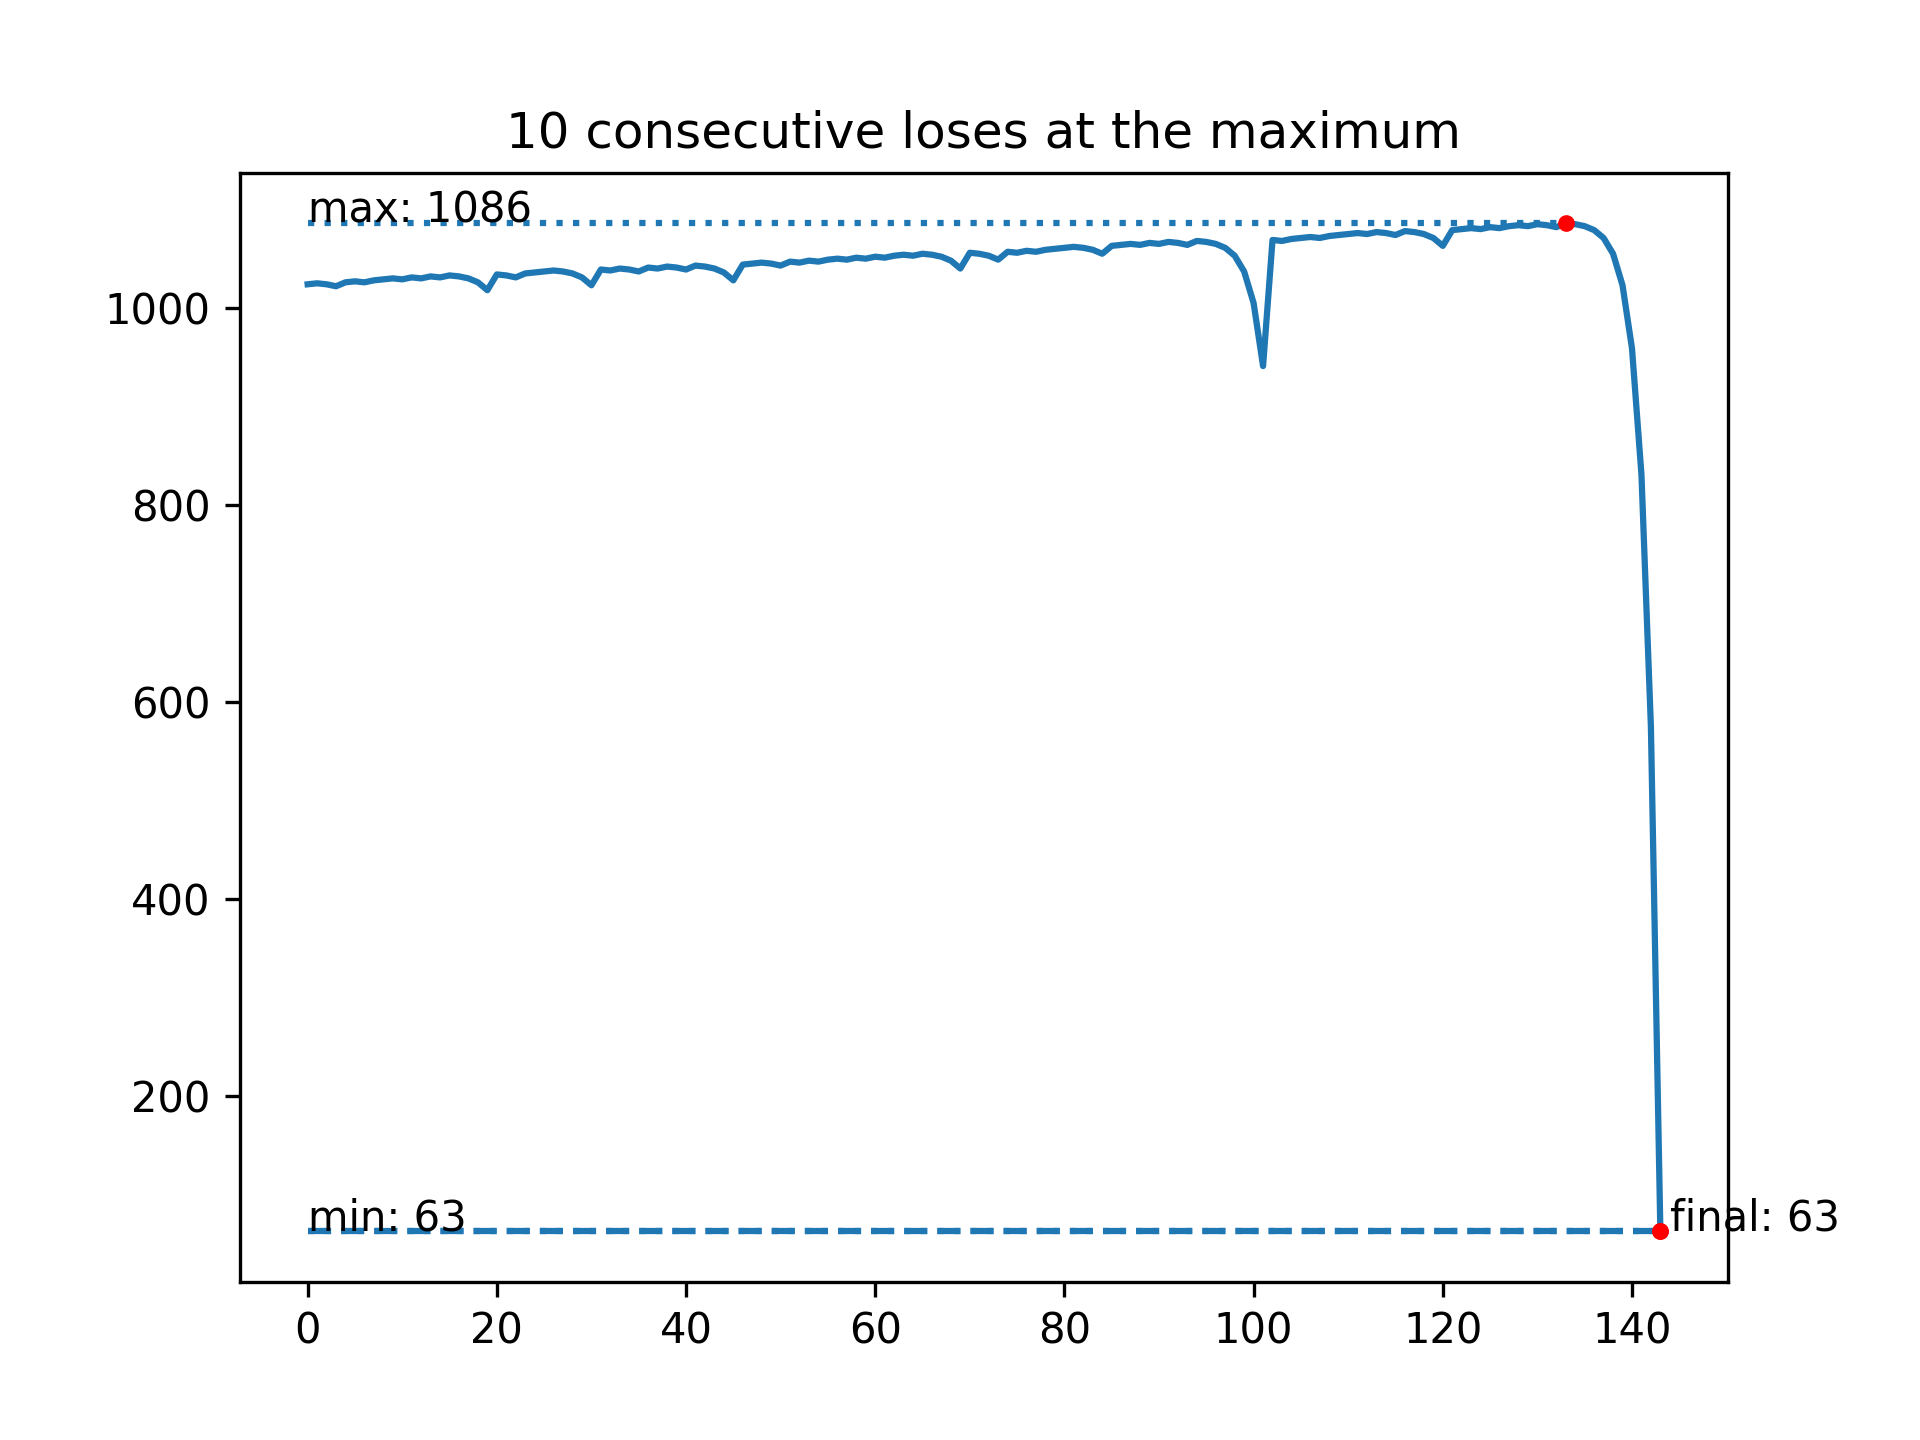 10 consecutive loses at the maximum
max: 1086
1000
800
600
400
200
min: 63
final: 63
0 20 40 60 80 100 120 140